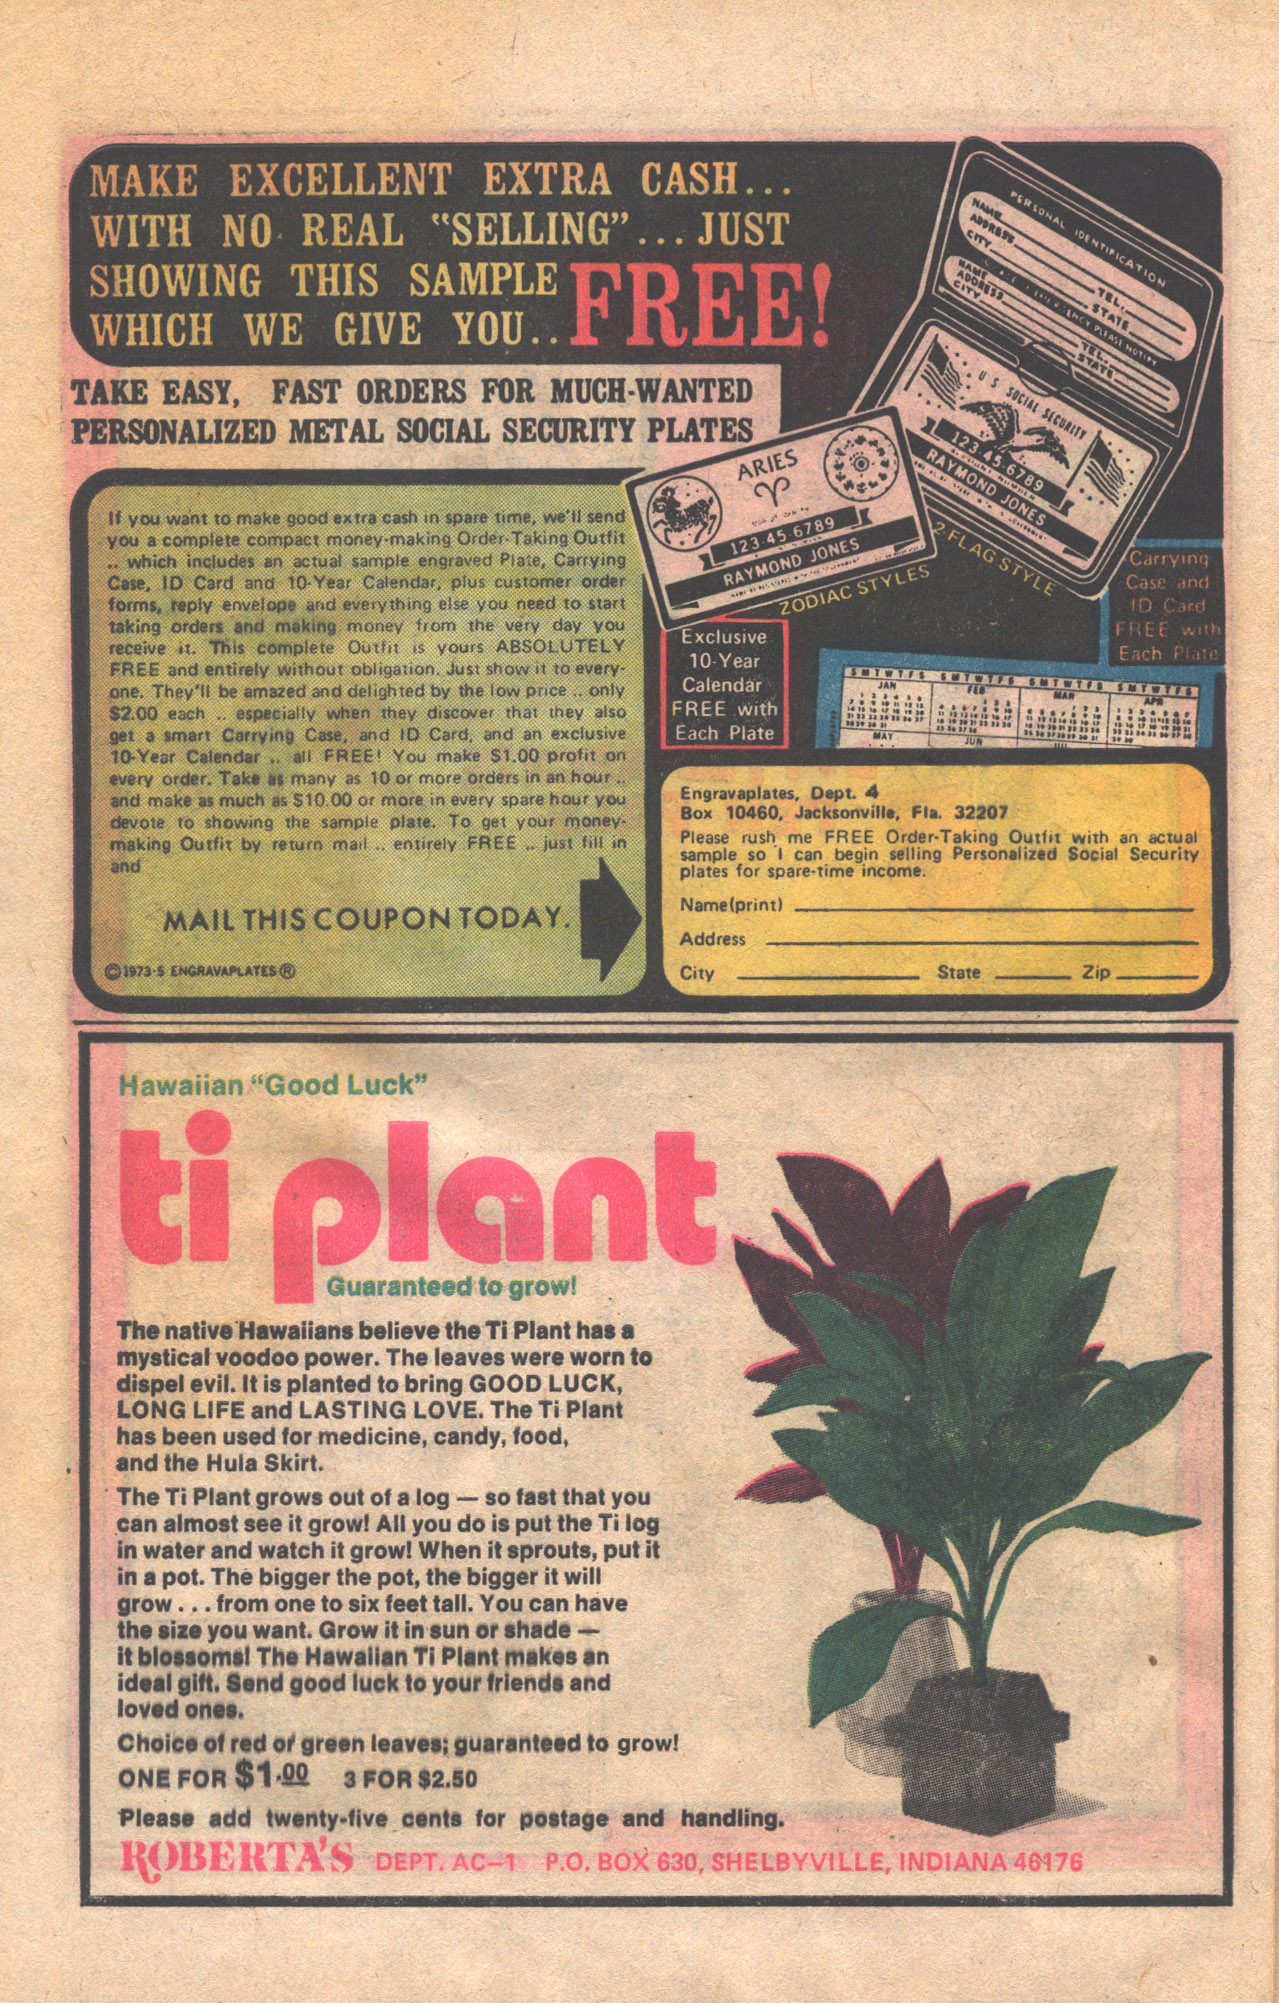 MAKE EXCELLENT EXTRA CASH...
WITH NO REAL "SELLING"...JUST
SHOWING THIS SAMPLE
WHICH WE GIVE YOU.. FREE!
TAKE EASY, FAST ORDERS FOR MUCH-WANTED
PERSONALIZED METAL SOCIAL SECURITY PLATES
PERSONAL IDENTIFICATION
NAME
ADDRESS TEL.
CITY STATE
NAME
ADDRESS TEL.
CITY STATE
U S SOCIAL SECURITY
123-45-6789
RAYMOND JONES
ARIES
123-45-6789
RAYMOND JONES
ZODIAC STYLES
2-FLAG STYLE
Carrying
Case and
ID Card
FREE with
Each Plate
Exclusive
10-Year
Calendar
FREE with
Each Plate
S M T W T F S S M T W T F S S M T W T F S S M T W T F S
JAN FEB MAR APR
MAY JUN
If you want to make good extra cash in spare time, we'll send
you a complete compact money-making Order-Taking Outfit
.. which includes an actual sample engraved Plate, Carrying
Case, ID Card and 10-Year Calendar, plus customer order
forms, reply envelope and everything else you need to start
taking orders and making money from the very day you
receive it. This complete Outfit is yours ABSOLUTELY
FREE and entirely without obligation. Just show it to every-
one. They'll be amazed and delighted by the low price .. only
$2.00 each .. especially when they discover that they also
get a smart Carrying Case, and ID Card, and an exclusive
10-Year Calendar .. all FREE! You make $1.00 profit on
every order. Take as many as 10 or more orders in an hour ..
and make as much as $10.00 or more in every spare hour you
devote to showing the sample plate. To get your money-
making Outfit by return mail .. entirely FREE .. just fill in
and
MAIL THIS COUPON TODAY.
©1973-S ENGRAVAPLATES®
Engravaplates, Dept. 4
Box 10460, Jacksonville, Fla. 32207
Please rush me FREE Order-Taking Outfit with an actual
sample so I can begin selling Personalized Social Security
plates for spare-time income.
Name(print)
Address
City State Zip
Hawaiian "Good Luck"
ti plant
Guaranteed to grow!
The native Hawaiians believe the Ti Plant has a
mystical voodoo power. The leaves were worn to
dispel evil. It is planted to bring GOOD LUCK,
LONG LIFE and LASTING LOVE. The Ti Plant
has been used for medicine, candy, food,
and the Hula Skirt.
The Ti Plant grows out of a log — so fast that you
can almost see it grow! All you do is put the Ti log
in water and watch it grow! When it sprouts, put it
in a pot. The bigger the pot, the bigger it will
grow . . . from one to six feet tall. You can have
the size you want. Grow it in sun or shade —
it blossoms! The Hawaiian Ti Plant makes an
ideal gift. Send good luck to your friends and
loved ones.
Choice of red or green leaves; guaranteed to grow!
ONE FOR $1.00 3 FOR $2.50
Please add twenty-five cents for postage and handling.
ROBERTA'S DEPT. AC-1 P.O. BOX 630, SHELBYVILLE, INDIANA 46176